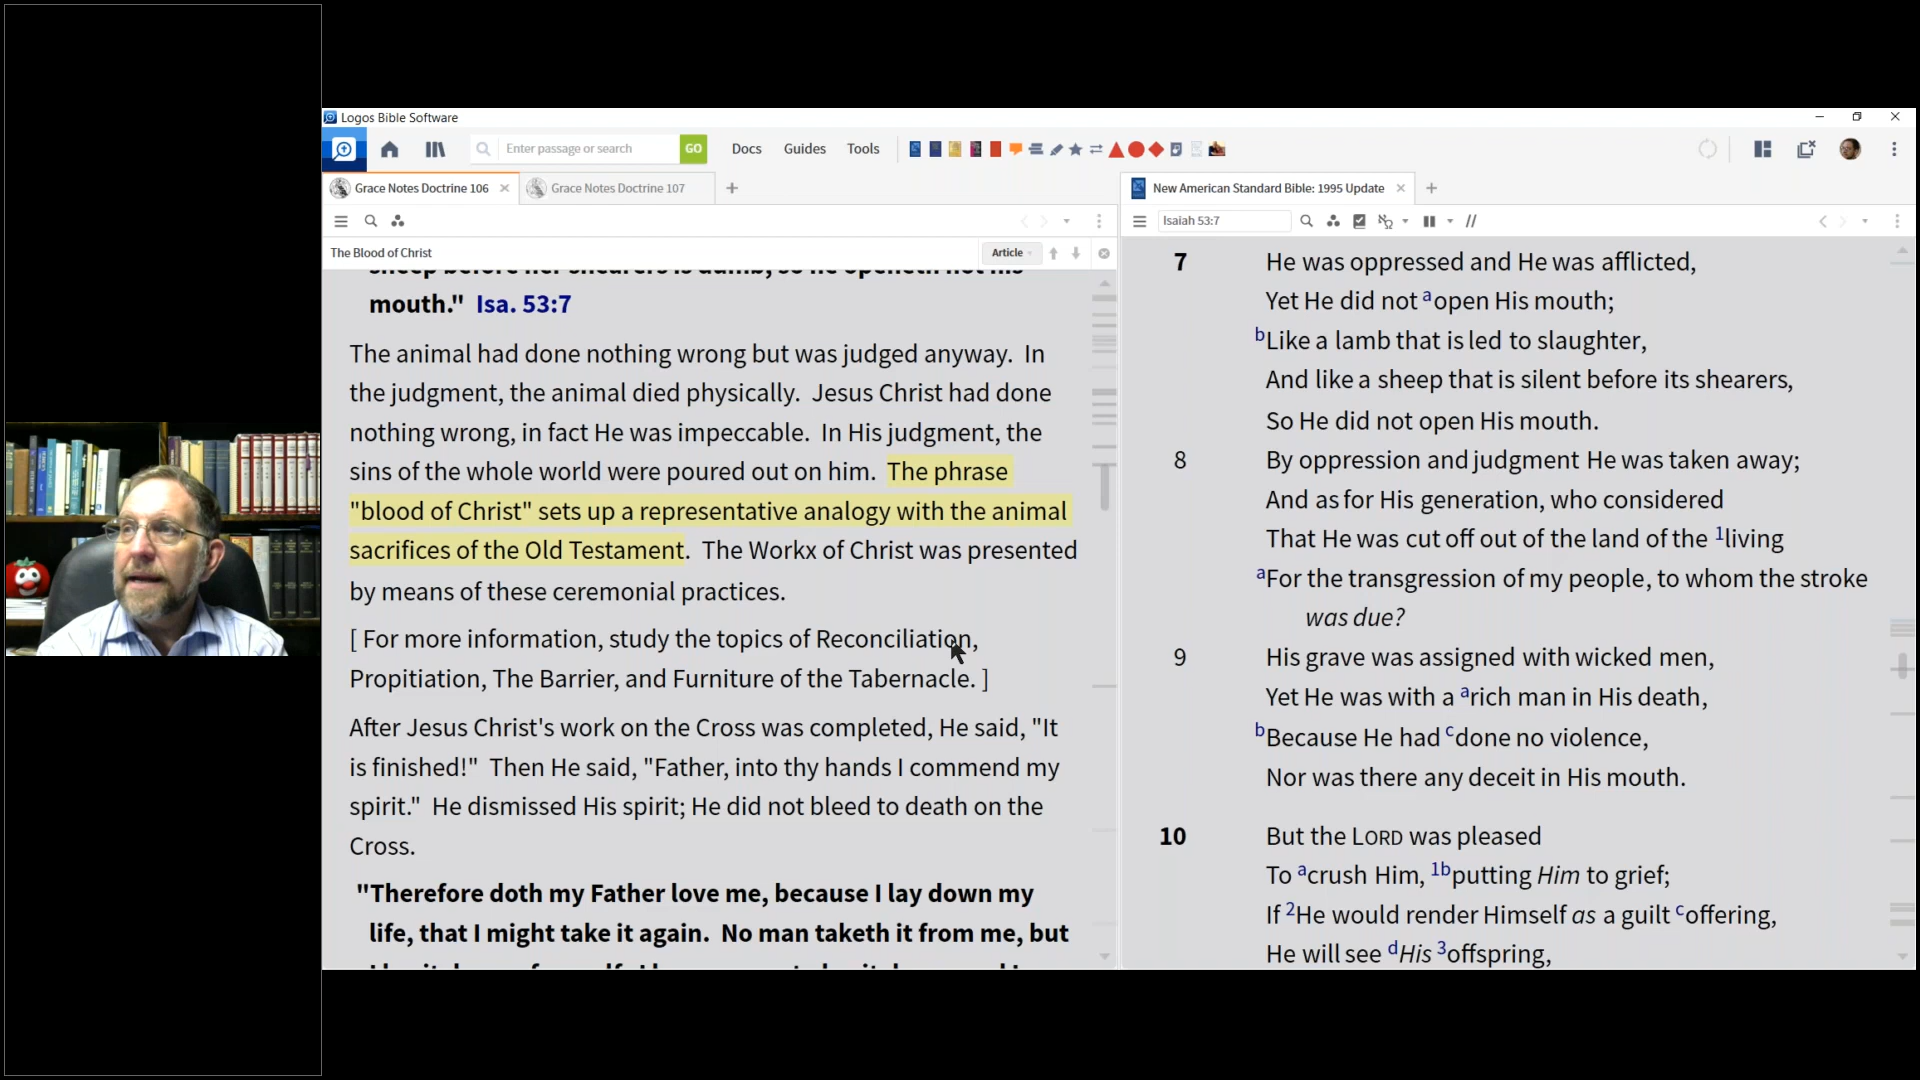 Logos Bible Software
Enter passage or search
GO
Docs
Guides
Tools
Grace Notes Doctrine 106
Grace Notes Doctrine 107
The Blood of Christ
Article
sheep before her shearers is dumb, so he openeth not his
mouth." Isa. 53:7
The animal had done nothing wrong but was judged anyway. In
the judgment, the animal died physically. Jesus Christ had done
nothing wrong, in fact He was impeccable. In His judgment, the
sins of the whole world were poured out on him. The phrase
"blood of Christ" sets up a representative analogy with the animal
sacrifices of the Old Testament. The Workx of Christ was presented
by means of these ceremonial practices.
[ For more information, study the topics of Reconciliation,
Propitiation, The Barrier, and Furniture of the Tabernacle. ]
After Jesus Christ's work on the Cross was completed, He said, "It
is finished!" Then He said, "Father, into thy hands I commend my
spirit." He dismissed His spirit; He did not bleed to death on the
Cross.
"Therefore doth my Father love me, because I lay down my
life, that I might take it again. No man taketh it from me, but
New American Standard Bible: 1995 Update
Isaiah 53:7
7 He was oppressed and He was afflicted,
Yet He did not aopen His mouth;
bLike a lamb that is led to slaughter,
And like a sheep that is silent before its shearers,
So He did not open His mouth.
8 By oppression and judgment He was taken away;
And as for His generation, who considered
That He was cut off out of the land of the 1living
aFor the transgression of my people, to whom the stroke
was due?
9 His grave was assigned with wicked men,
Yet He was with a arich man in His death,
bBecause He had cdone no violence,
Nor was there any deceit in His mouth.
10 But the LORD was pleased
To acrush Him, 1bputting Him to grief;
If 2He would render Himself as a guilt coffering,
He will see dHis 3offspring,